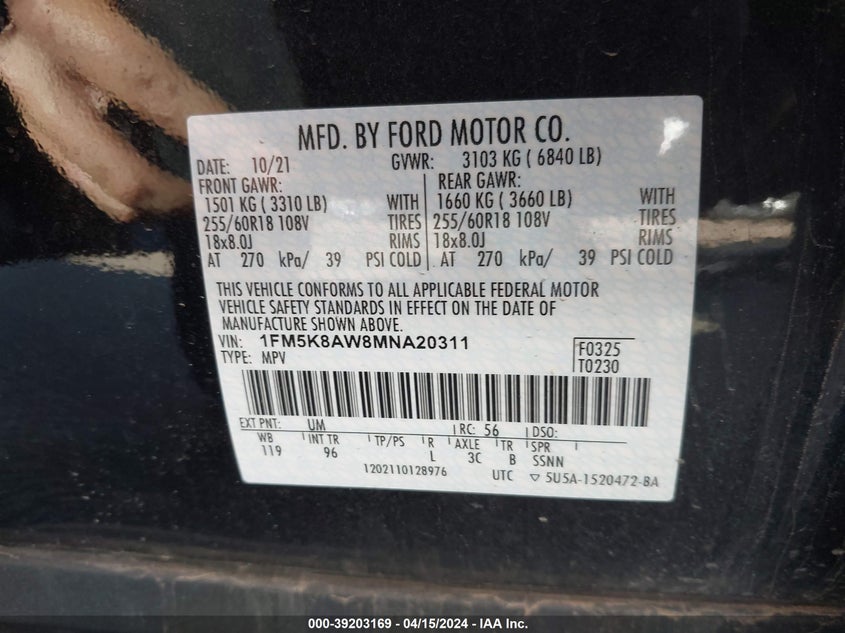 MFD. BY FORD MOTOR CO.
DATE: 10/21 GVWR: 3103 KG ( 6840 LB)
FRONT GAWR: REAR GAWR:
1501 KG ( 3310 LB) WITH 1660 KG ( 3660 LB) WITH
255/60R18 108V TIRES 255/60R18 108V TIRES
18x8.0J RIMS 18x8.0J RIMS
AT 270 kPa/ 39 PSI COLD AT 270 kPa/ 39 PSI COLD
THIS VEHICLE CONFORMS TO ALL APPLICABLE FEDERAL MOTOR
VEHICLE SAFETY STANDARDS IN EFFECT ON THE DATE OF
MANUFACTURE SHOWN ABOVE.
VIN: 1FM5K8AW8MNA20311 F0325
TYPE: MPV T0230
EXT PNT: UM RC: 56 DSO:
WB INT TR TP/PS R AXLE TR SPR
119 96 L 3C B SSNN
1202110128976 UTC ▽ 5U5A-1520472-BA
000-39203169 - 04/15/2024 - IAA Inc.